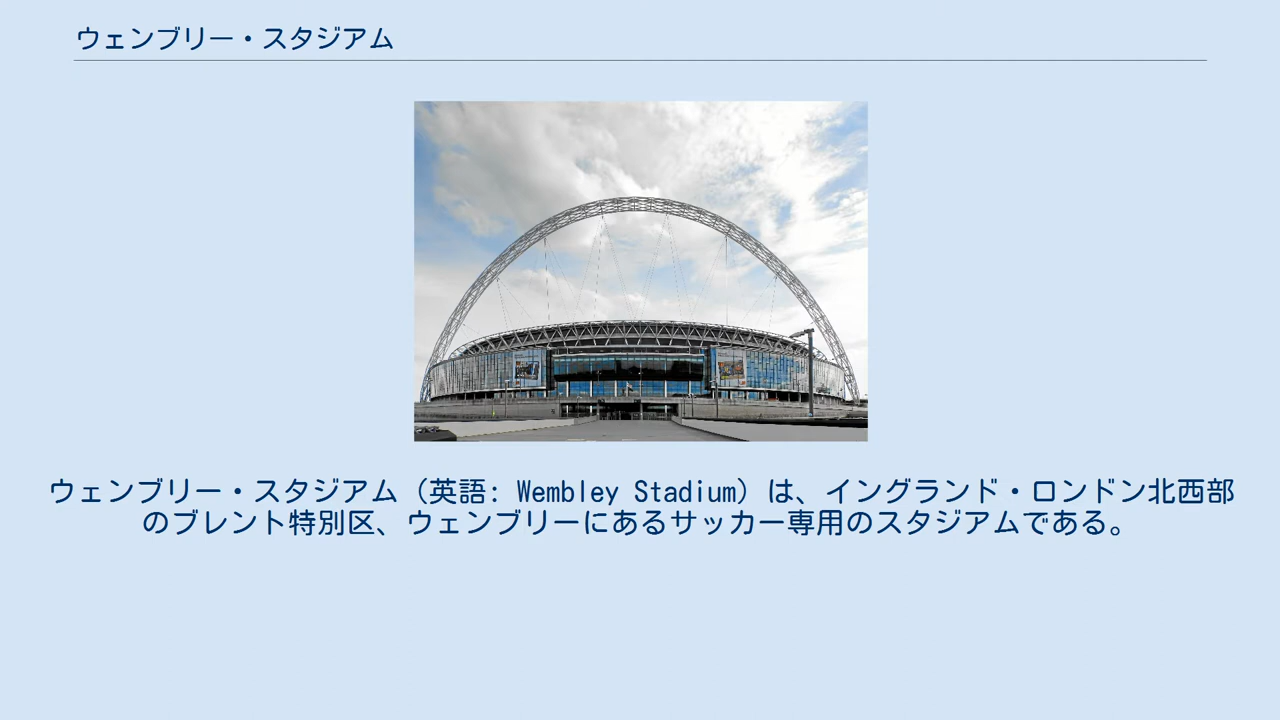 ウェンブリー・スタジアム
ウェンブリー・スタジアム（英語: Wembley Stadium）は、イングランド・ロンドン北西部
のブレント特別区、ウェンブリーにあるサッカー専用のスタジアムである。